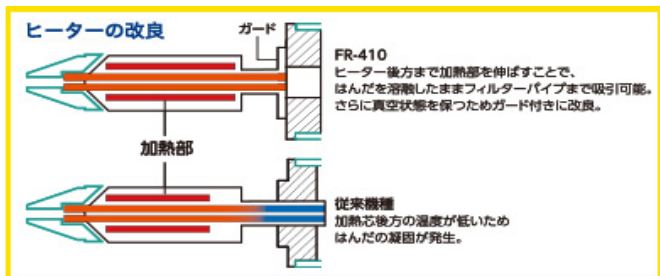 ヒーターの改良
ガード
FR-410
ヒーター後方まで加熱部を伸ばすことで、
はんだを溶融したままフィルターパイプまで吸引可能。
さらに真空状態を保つためガード付きに改良。
加熱部
従来機種
加熱芯後方の温度が低いため
はんだの凝固が発生。